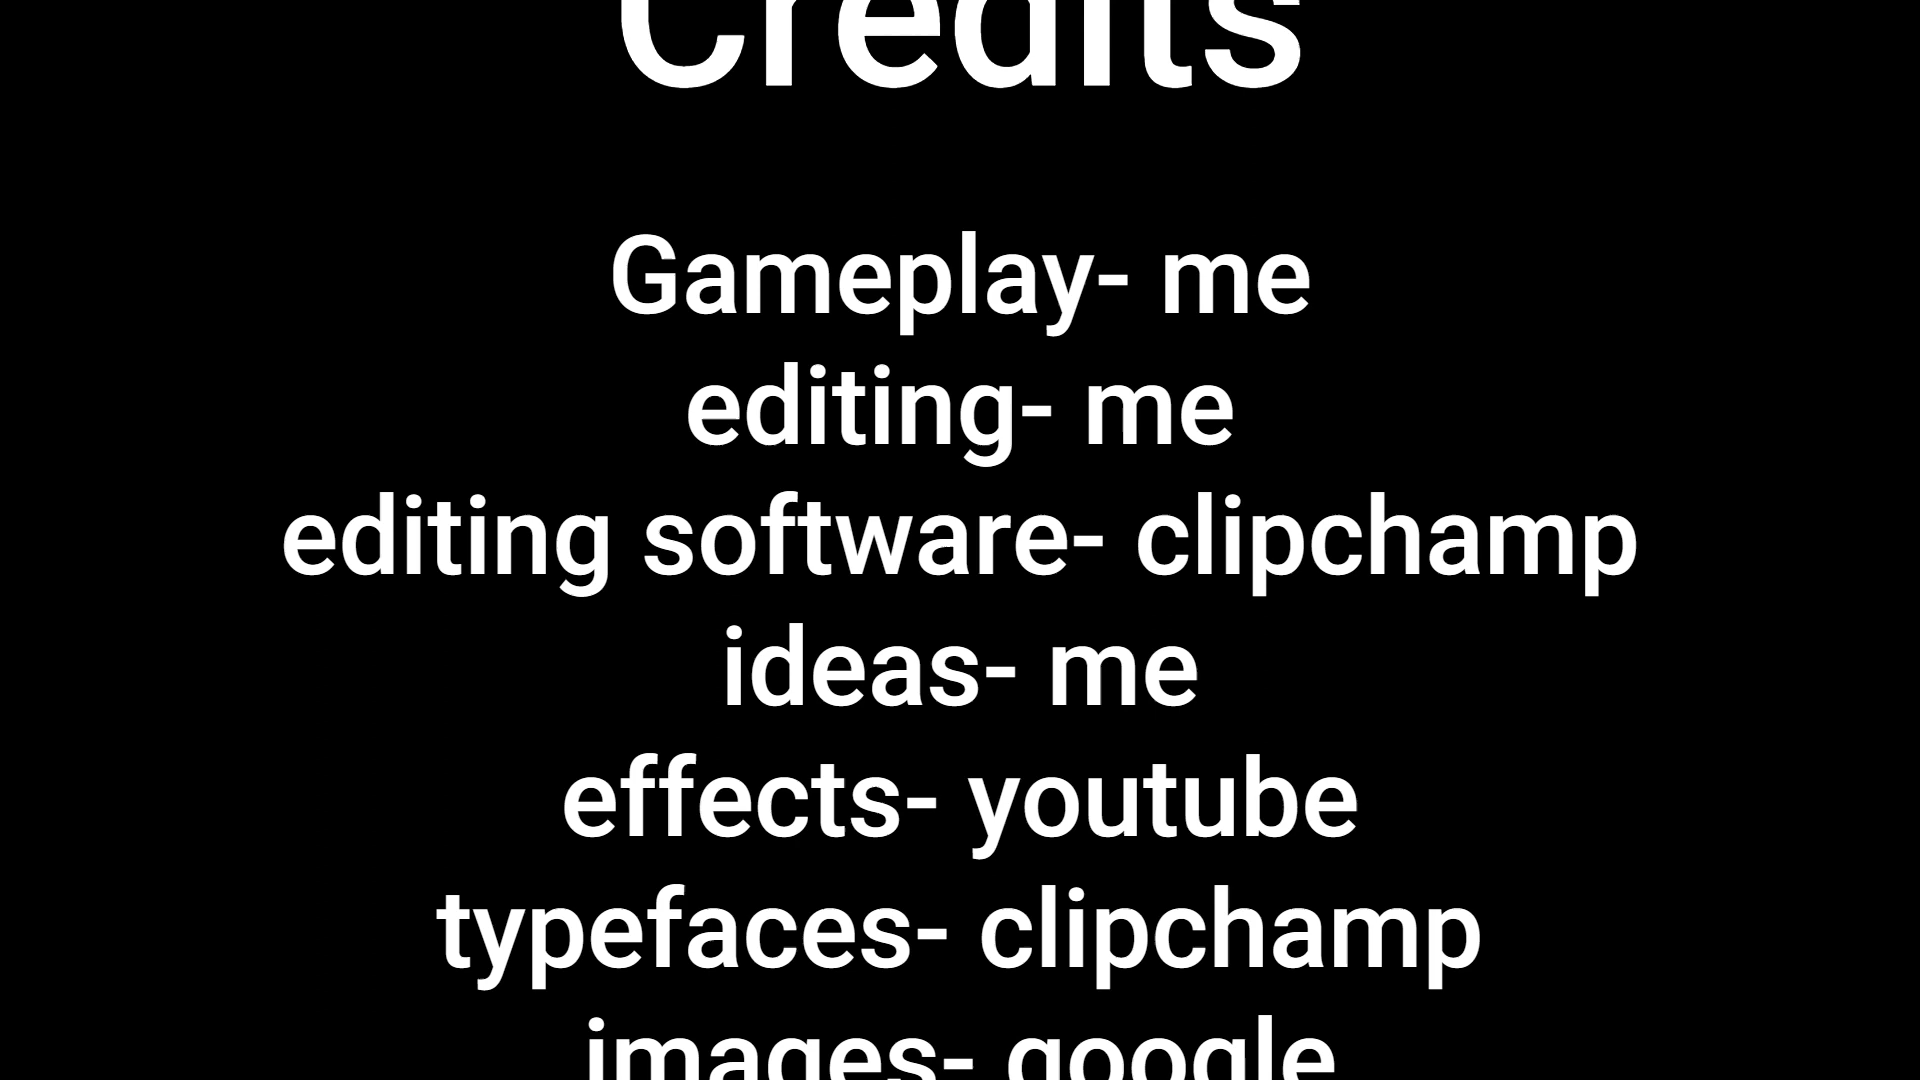 Credits
Gameplay- me
editing- me
editing software- clipchamp
ideas- me
effects- youtube
typefaces- clipchamp
images- google